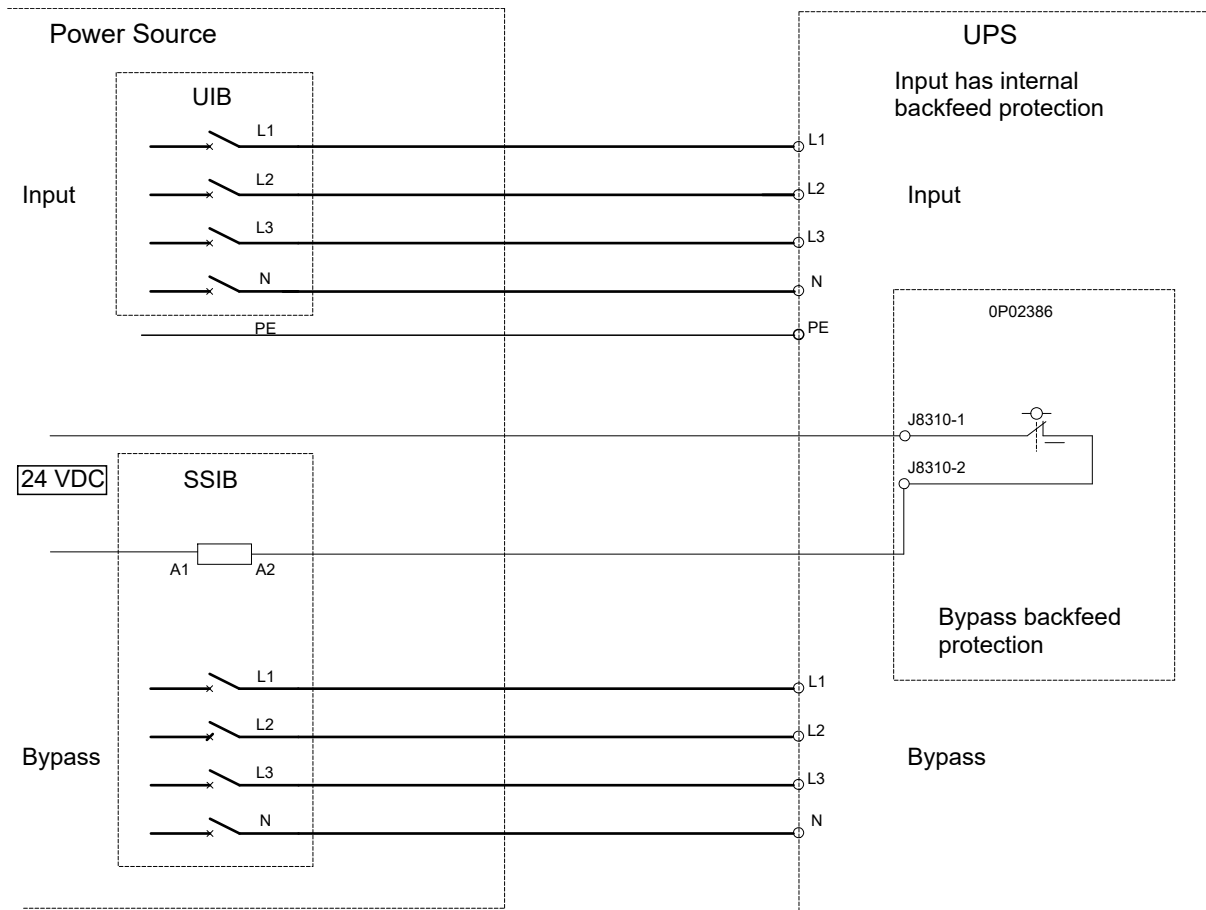 Power Source
UPS
Input has internal
backfeed protection
UIB
L1
L1
L2
L2
Input
Input
L3
L3
N
N
PE
PE
0P02386
J8310-1
J8310-2
24 VDC
SSIB
A1
A2
Bypass backfeed
protection
L1
L1
L2
L2
Bypass
Bypass
L3
L3
N
N